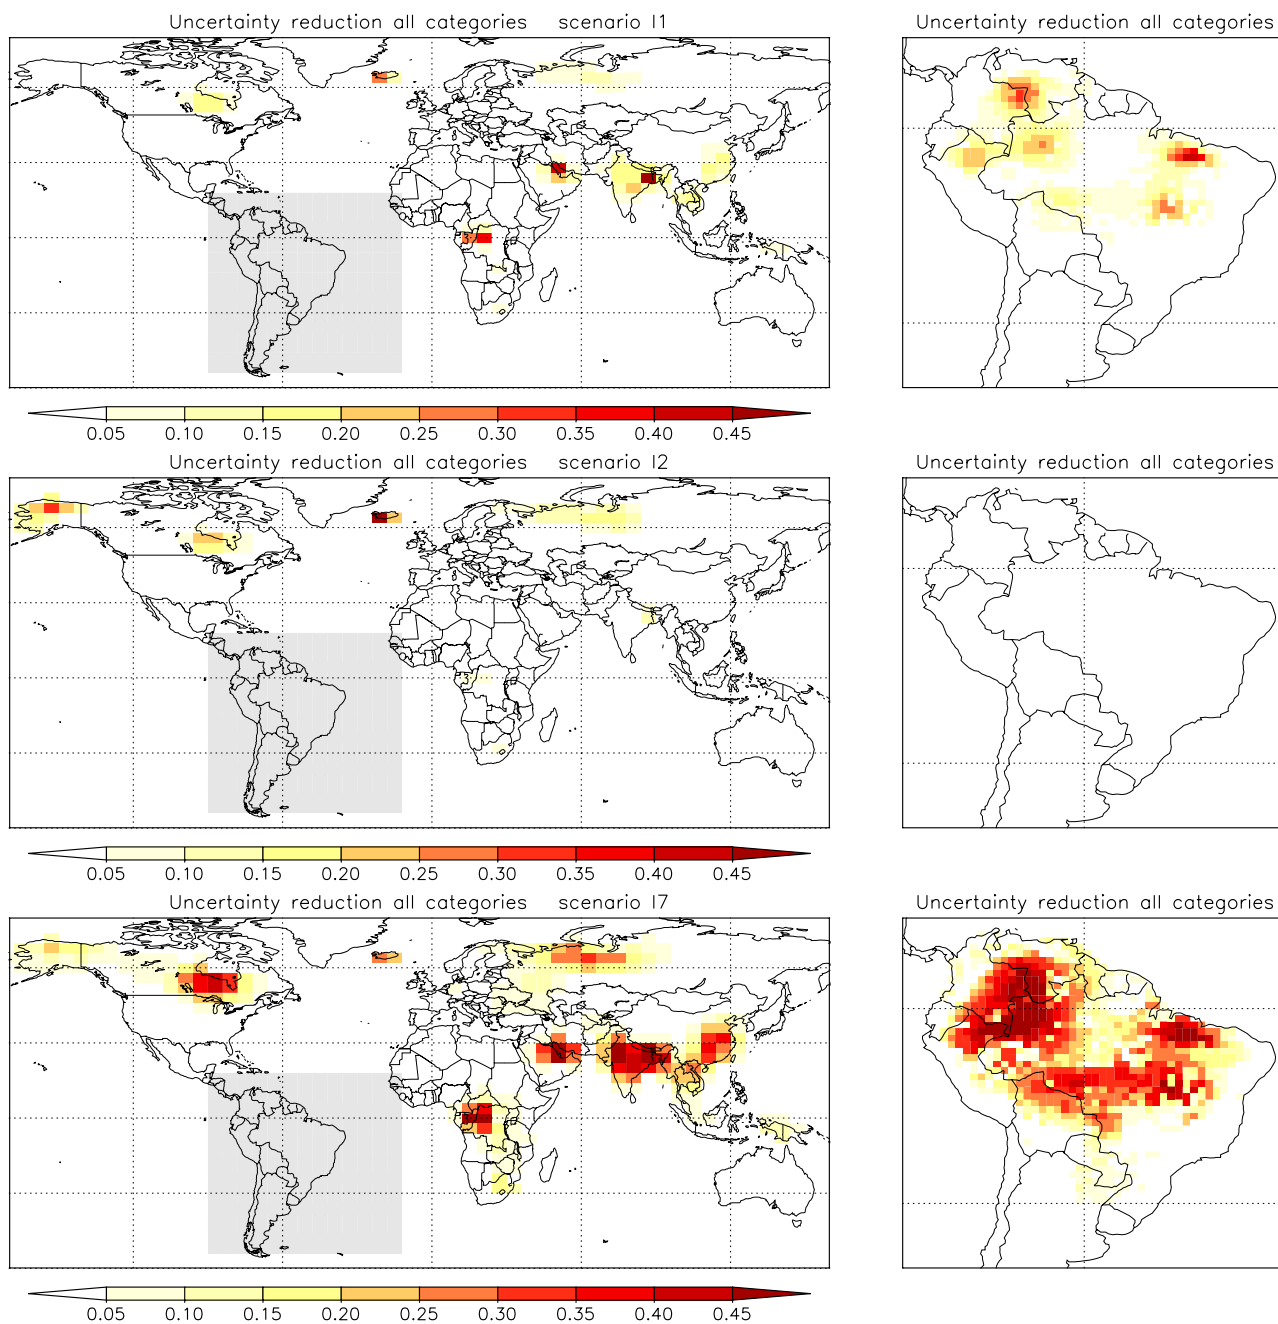 Uncertainty reduction all categories scenario I1
Uncertainty reduction all categories
0.05 0.10 0.15 0.20 0.25 0.30 0.35 0.40 0.45
Uncertainty reduction all categories scenario I2
Uncertainty reduction all categories
0.05 0.10 0.15 0.20 0.25 0.30 0.35 0.40 0.45
Uncertainty reduction all categories scenario I7
Uncertainty reduction all categories
0.05 0.10 0.15 0.20 0.25 0.30 0.35 0.40 0.45